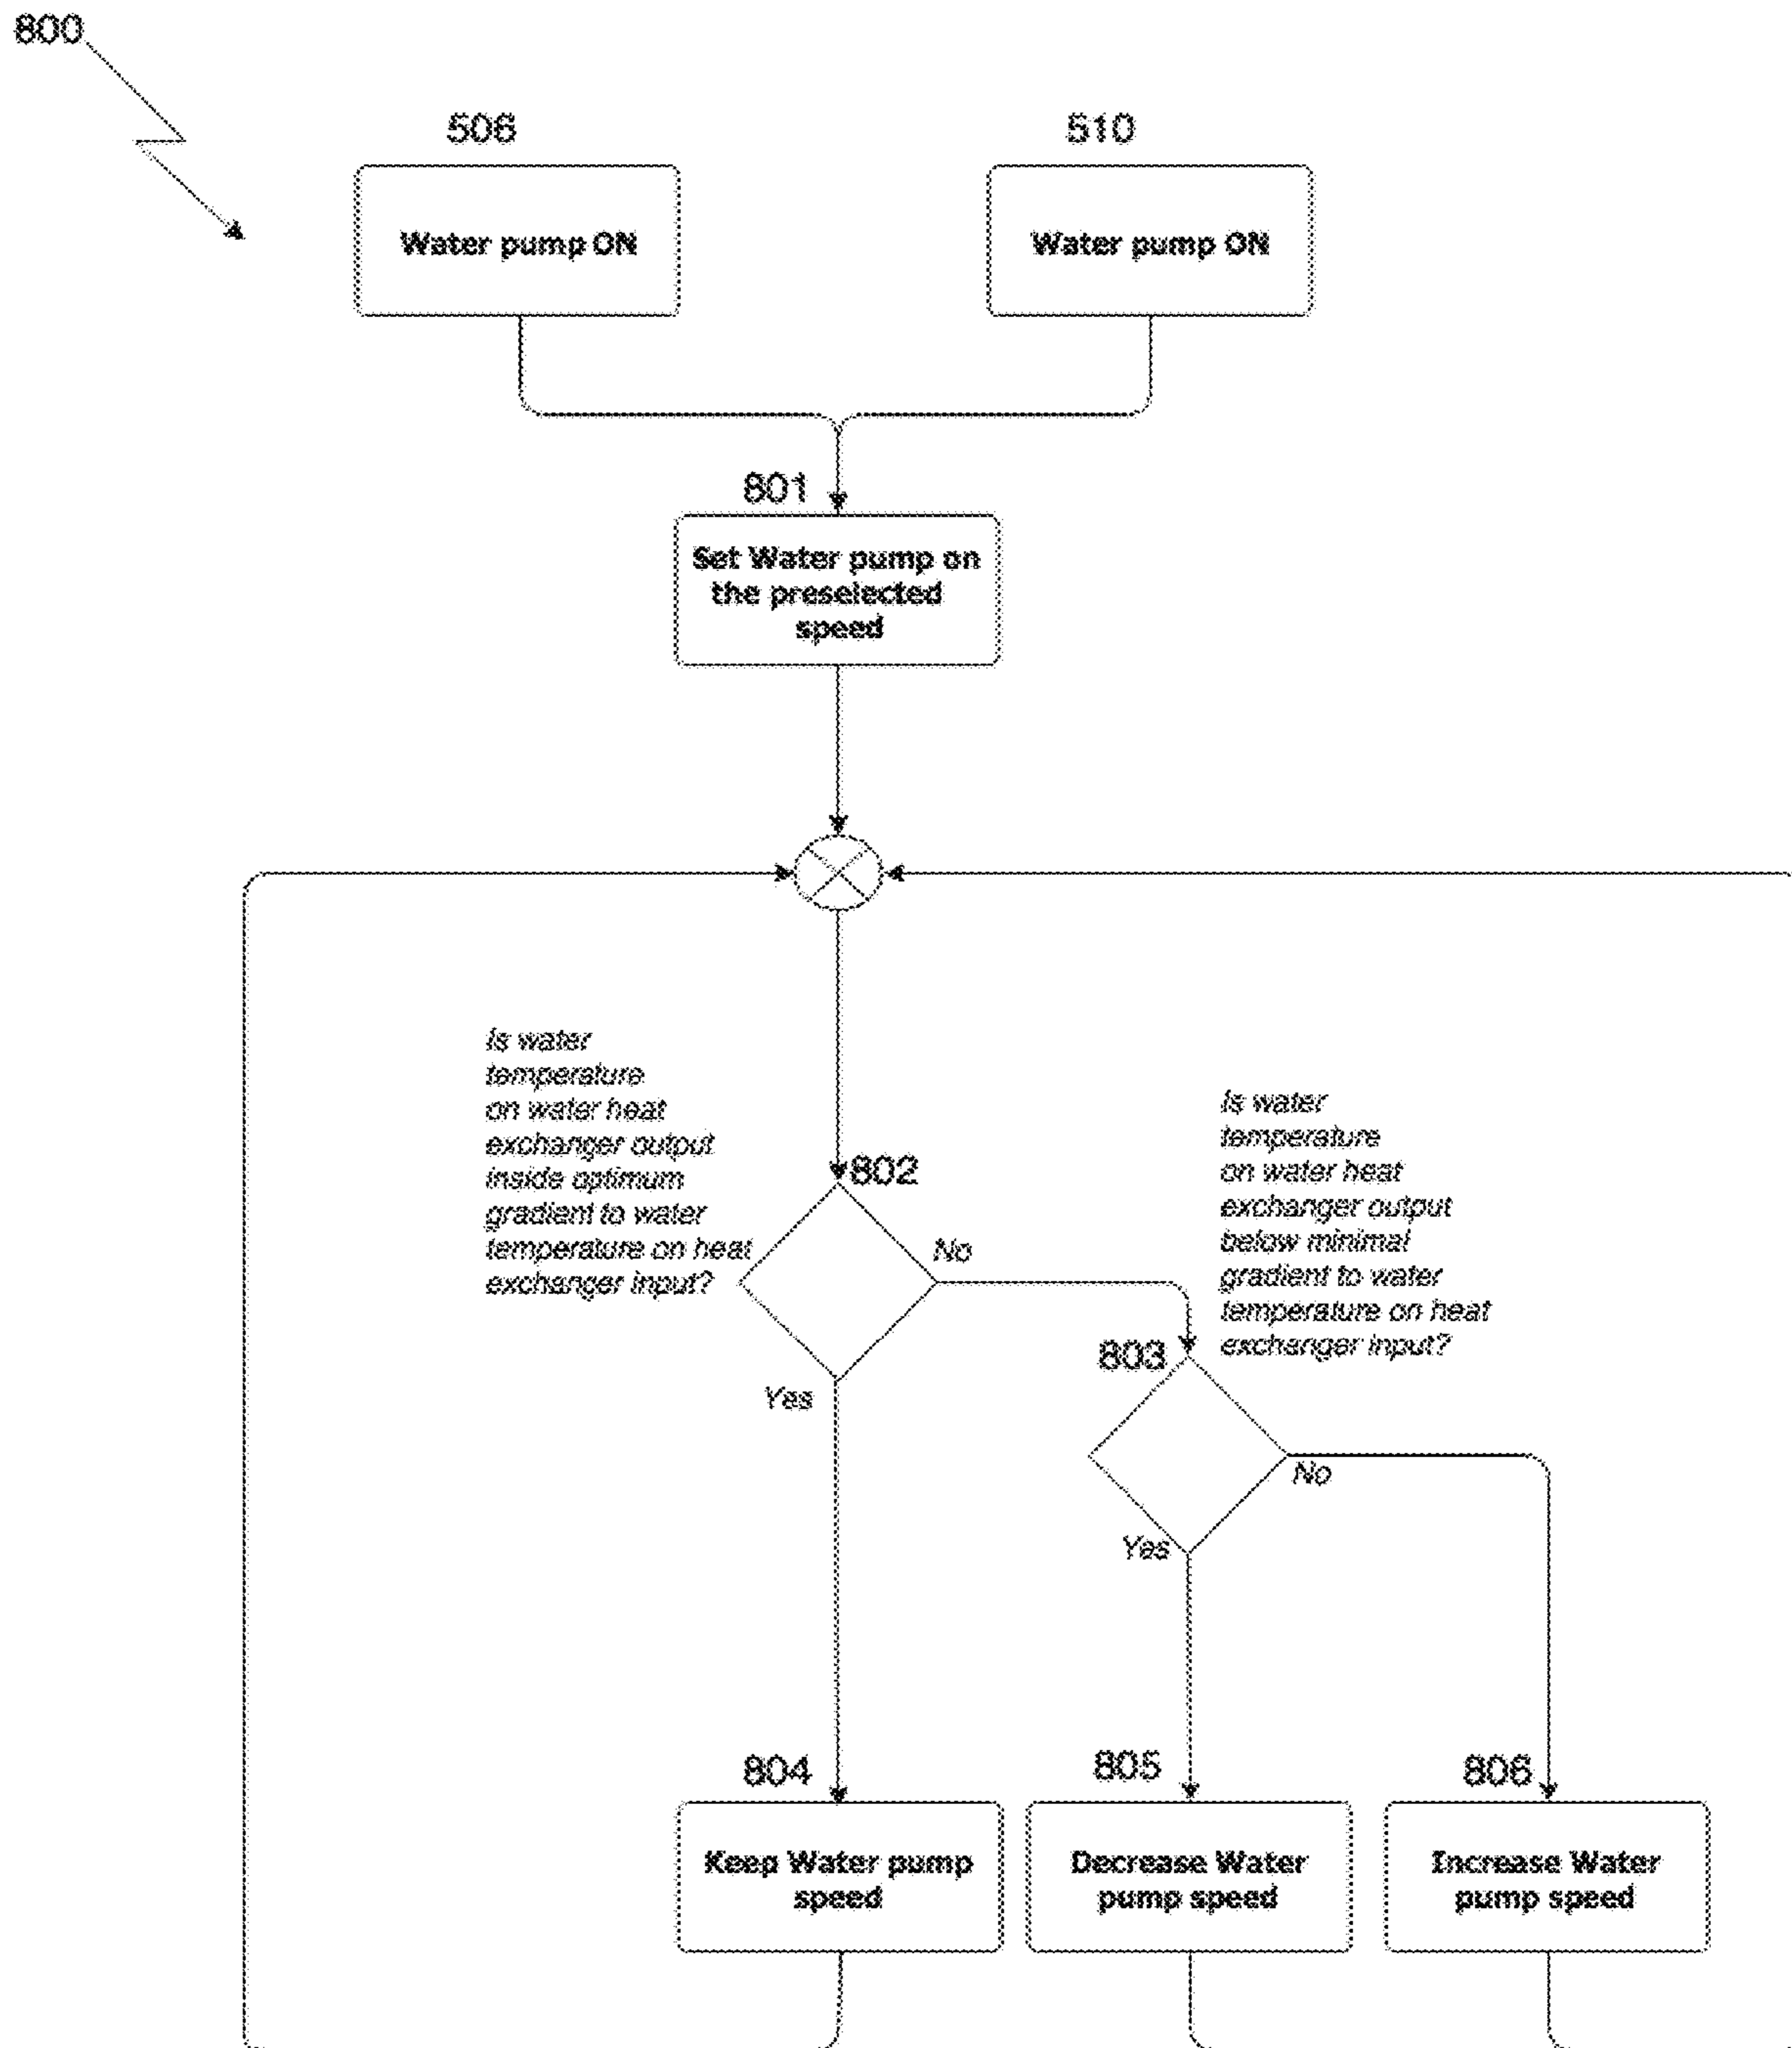 800
506
510
Water pump ON
Water pump ON
801
Set Water pump on
the preselected
speed
Is water
temperature
on water heat
exchanger output
inside optimum
gradient to water
temperature on heat
exchanger input?
802
No
Yes
Is water
temperature
on water heat
exchanger output
below minimal
gradient to water
temperature on heat
exchanger input?
803
No
Yes
804
805
806
Keep Water pump
speed
Decrease Water
pump speed
Increase Water
pump speed